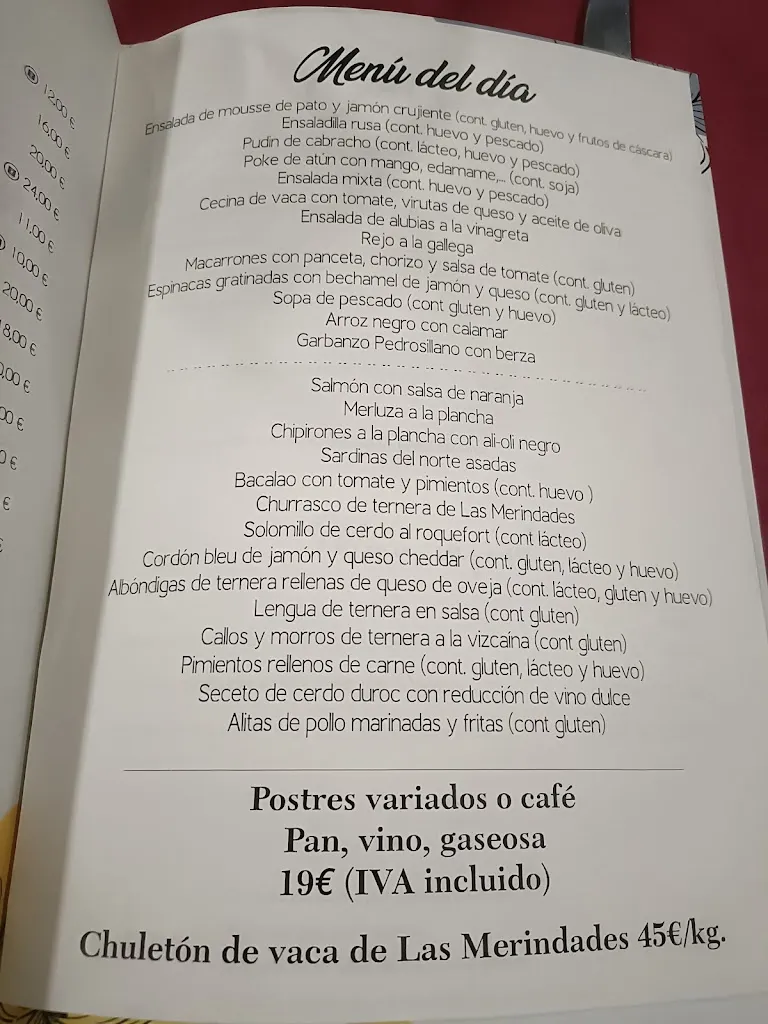 12,00 €
16,00 €
20,00 €
24,00 €
11,00 €
10,00 €
20,00 €
8,00 €
0,00 €
00 €
0 €
€
Menú del día
Ensalada de mousse de pato y jamón crujiente (cont. gluten, huevo y frutos de cáscara)
Ensaladilla rusa (cont. huevo y pescado)
Pudin de cabracho (cont. lácteo, huevo y pescado)
Poke de atún con mango, edamame,... (cont. soja)
Ensalada mixta (cont. huevo y pescado)
Cecina de vaca con tomate, virutas de queso y aceite de oliva
Ensalada de alubias a la vinagreta
Rejo a la gallega
Macarrones con panceta, chorizo y salsa de tomate (cont. gluten)
Espinacas gratinadas con bechamel de jamón y queso (cont. gluten y lácteo)
Sopa de pescado (cont gluten y huevo)
Arroz negro con calamar
Garbanzo Pedrosillano con berza
Salmón con salsa de naranja
Merluza a la plancha
Chipirones a la plancha con ali-oli negro
Sardinas del norte asadas
Bacalao con tomate y pimientos (cont. huevo )
Churrasco de ternera de Las Merindades
Solomillo de cerdo al roquefort (cont lácteo)
Cordón bleu de jamón y queso cheddar (cont. gluten, lácteo y huevo)
Albóndigas de ternera rellenas de queso de oveja (cont. lácteo, gluten y huevo)
Lengua de ternera en salsa (cont gluten)
Callos y morros de ternera a la vizcaína (cont gluten)
Pimientos rellenos de carne (cont. gluten, lácteo y huevo)
Seceto de cerdo duroc con reducción de vino dulce
Alitas de pollo marinadas y fritas (cont gluten)
Postres variados o café
Pan, vino, gaseosa
19€ (IVA incluido)
Chuletón de vaca de Las Merindades 45€/kg.